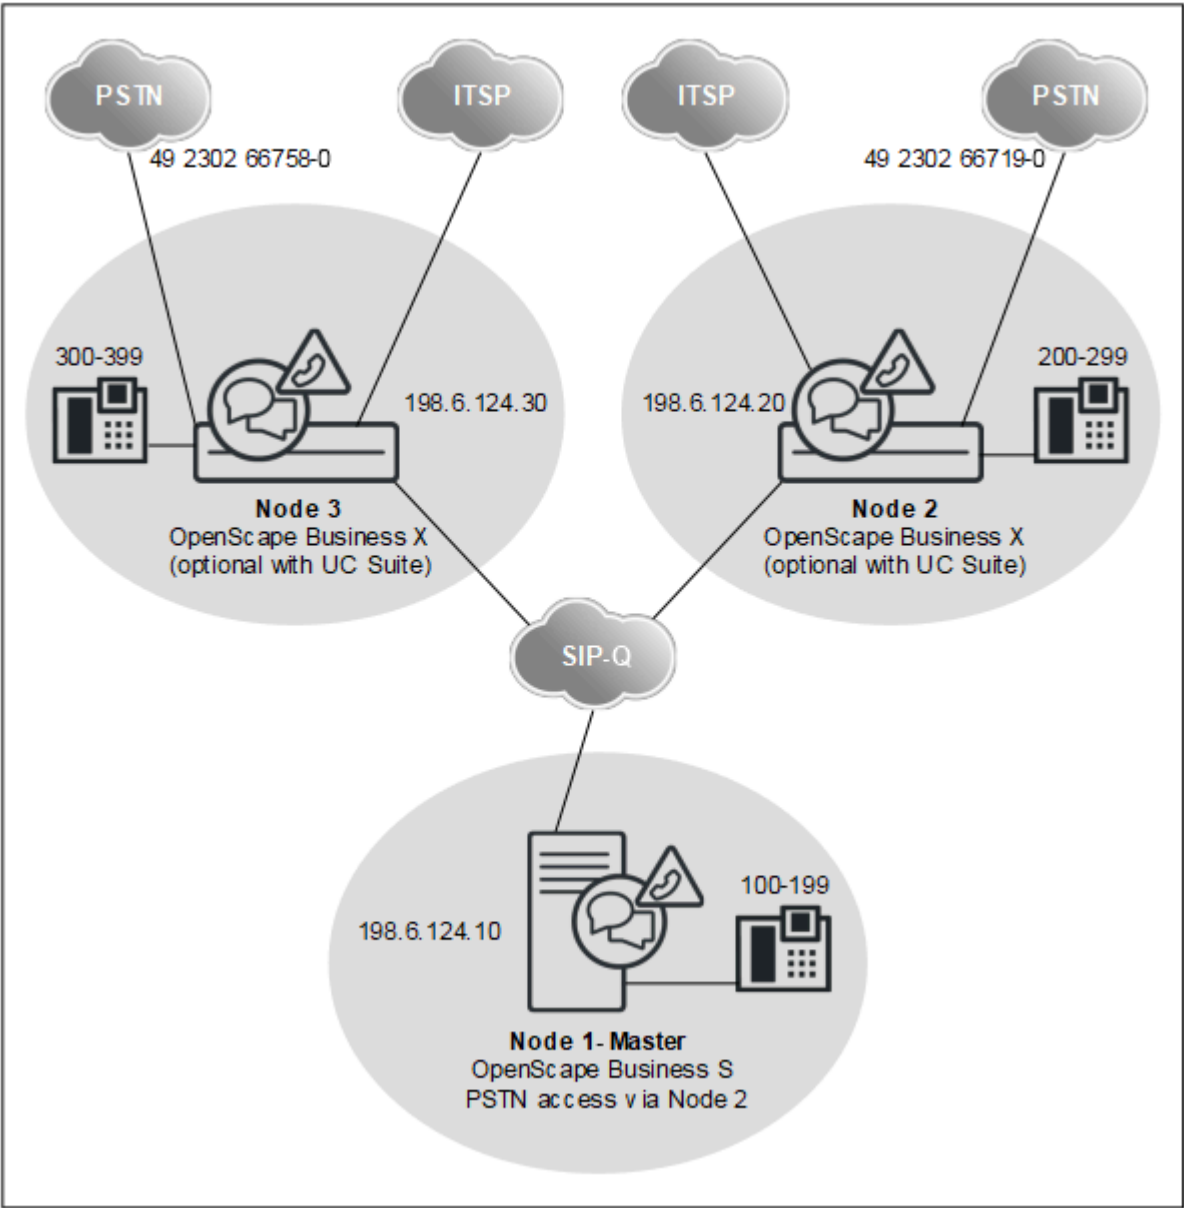 PSTN
ITSP
ITSP
PSTN
49 2302 66758-0
49 2302 66719-0
300-399
198.6.124.30
198.6.124.20
200-299
Node 3
OpenScape Business X
(optional with UC Suite)
Node 2
OpenScape Business X
(optional with UC Suite)
SIP-Q
100-199
198.6.124.10
Node 1- Master
OpenScape Business S
PSTN access via Node 2